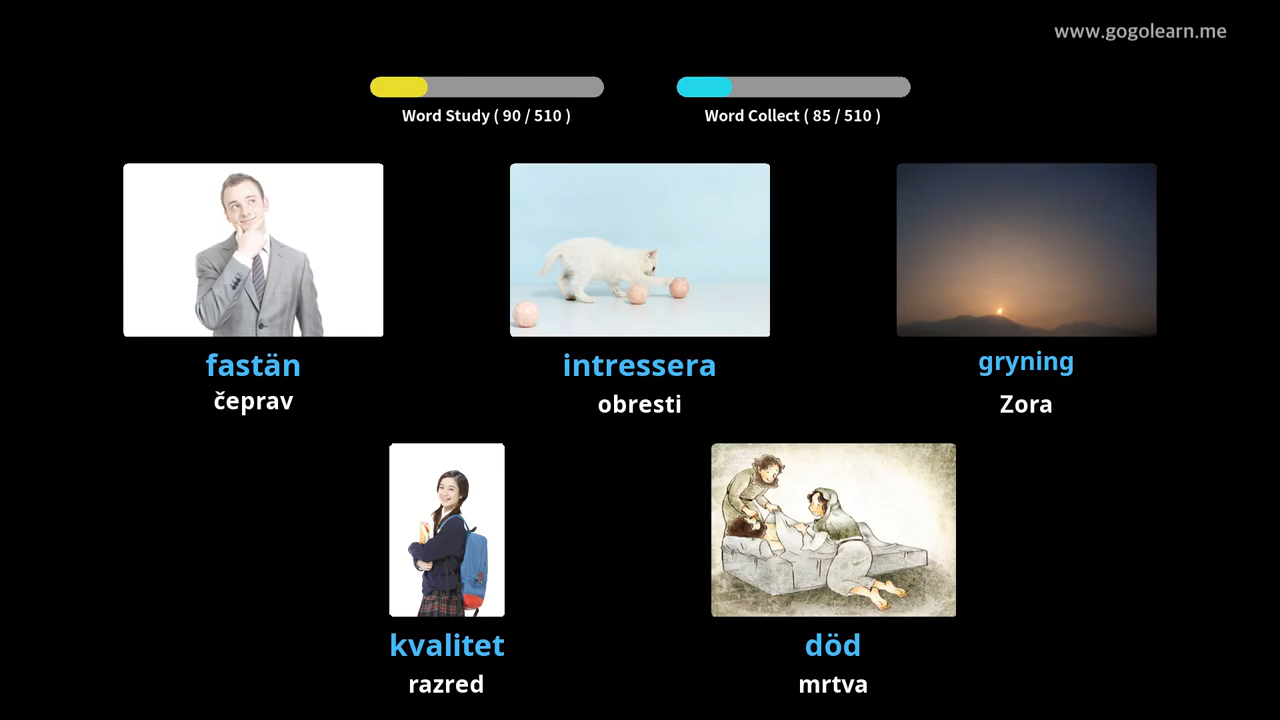 www.gogolearn.me
Word Study ( 90 / 510 )
Word Collect ( 85 / 510 )
fastän
čeprav
intressera
obresti
gryning
Zora
kvalitet
razred
död
mrtva